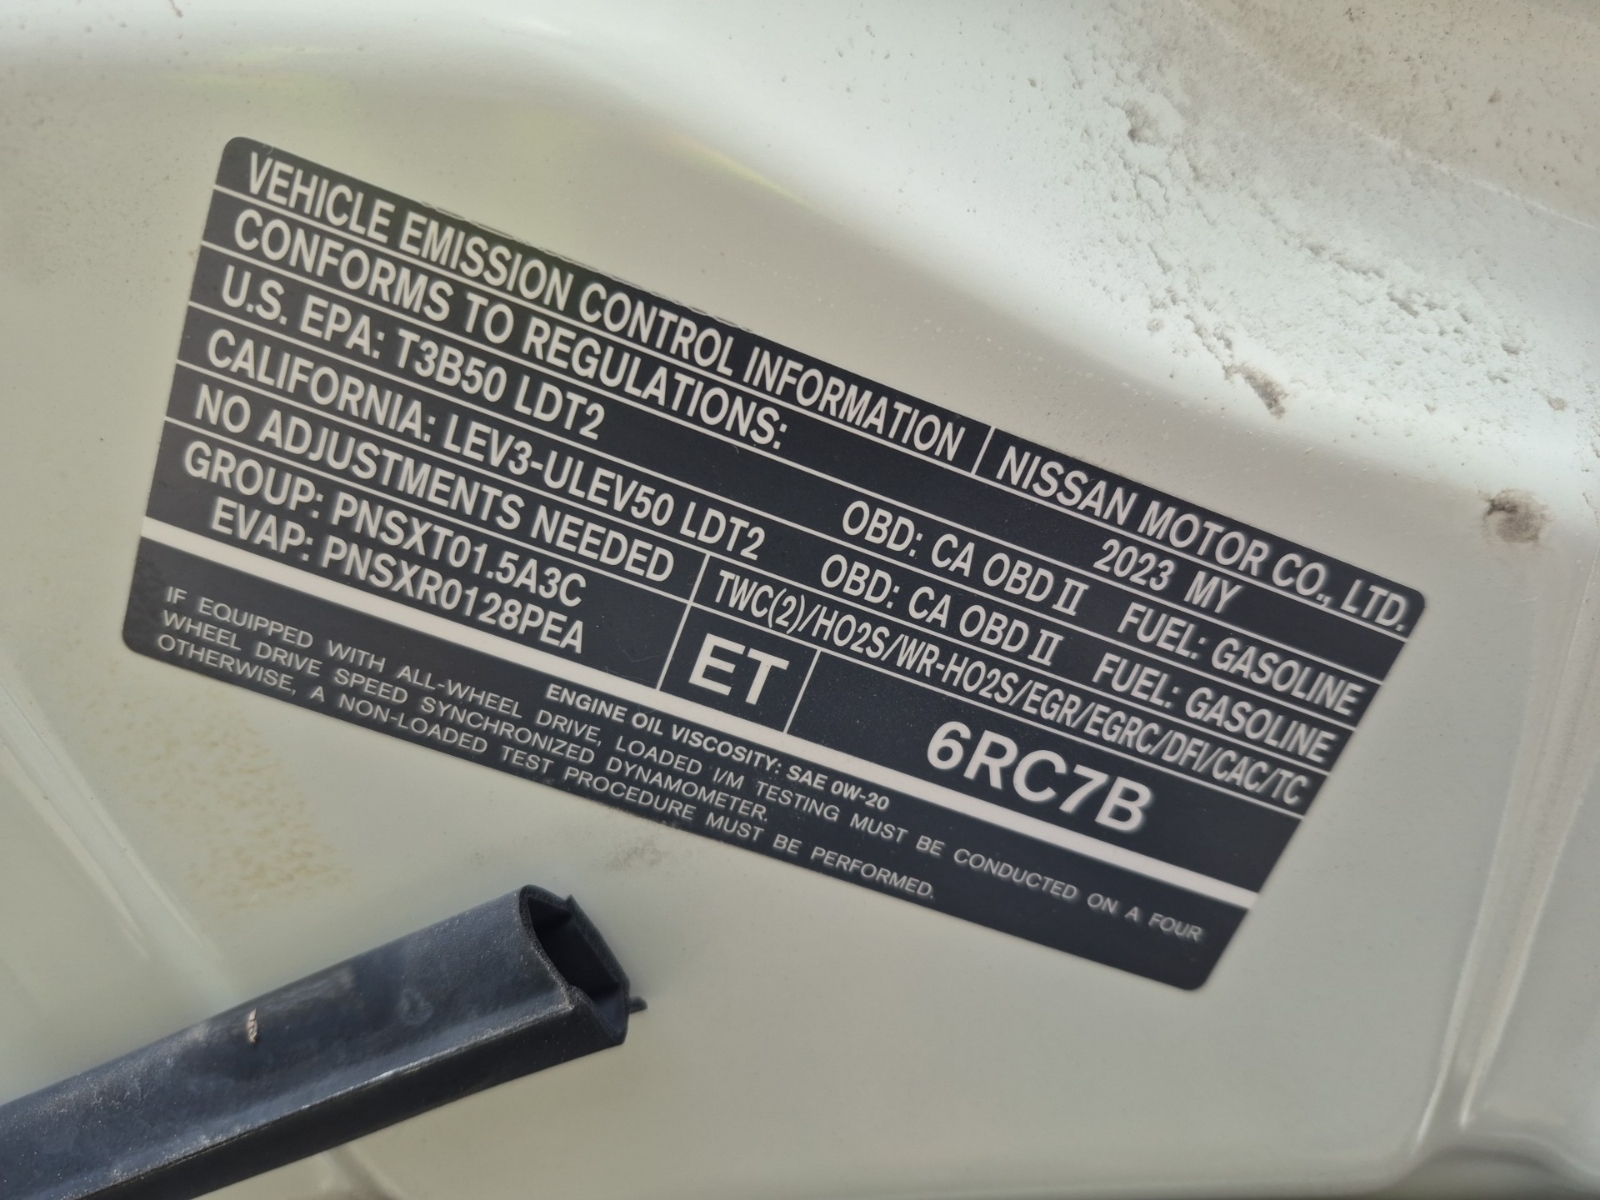 VEHICLE EMISSION CONTROL INFORMATION NISSAN MOTOR CO., LTD.
CONFORMS TO REGULATIONS: 2023 MY
U.S. EPA: T3B50 LDT2 OBD: CA OBD II FUEL: GASOLINE
CALIFORNIA: LEV3-ULEV50 LDT2 OBD: CA OBD II FUEL: GASOLINE
NO ADJUSTMENTS NEEDED TWC(2)/HO2S/WR-HO2S/EGR/EGRC/DFI/CAC/TC
GROUP: PNSXT01.5A3C
EVAP: PNSXR0128PEA
ET
6RC7B
ENGINE OIL VISCOSITY: SAE 0W-20
IF EQUIPPED WITH ALL-WHEEL DRIVE, LOADED I/M TESTING MUST BE CONDUCTED ON A FOUR
WHEEL DRIVE SPEED SYNCHRONIZED DYNAMOMETER.
OTHERWISE, A NON-LOADED TEST PROCEDURE MUST BE PERFORMED.